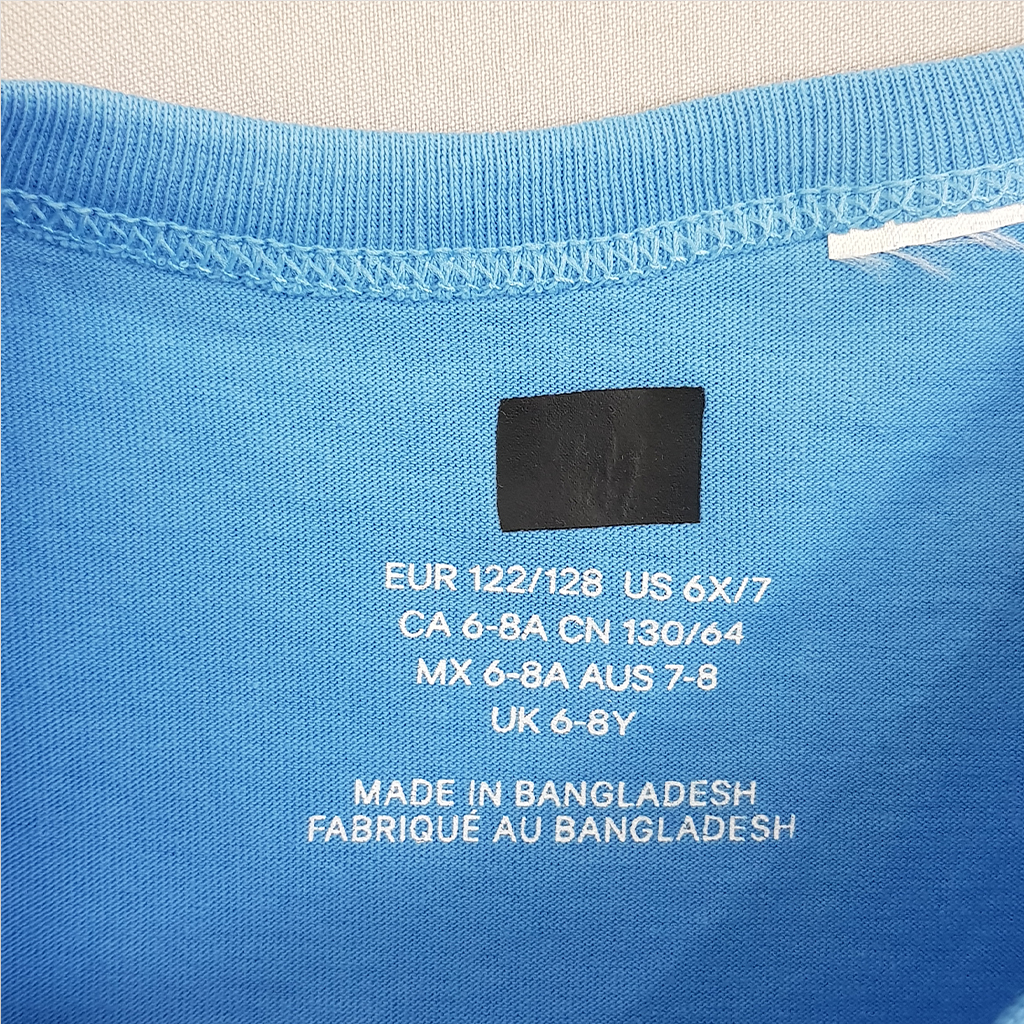 EUR 122/128 US 6X/7
CA 6-8A CN 130/64
MX 6-8A AUS 7-8
UK 6-8Y
MADE IN BANGLADESH
FABRIQUÉ AU BANGLADESH